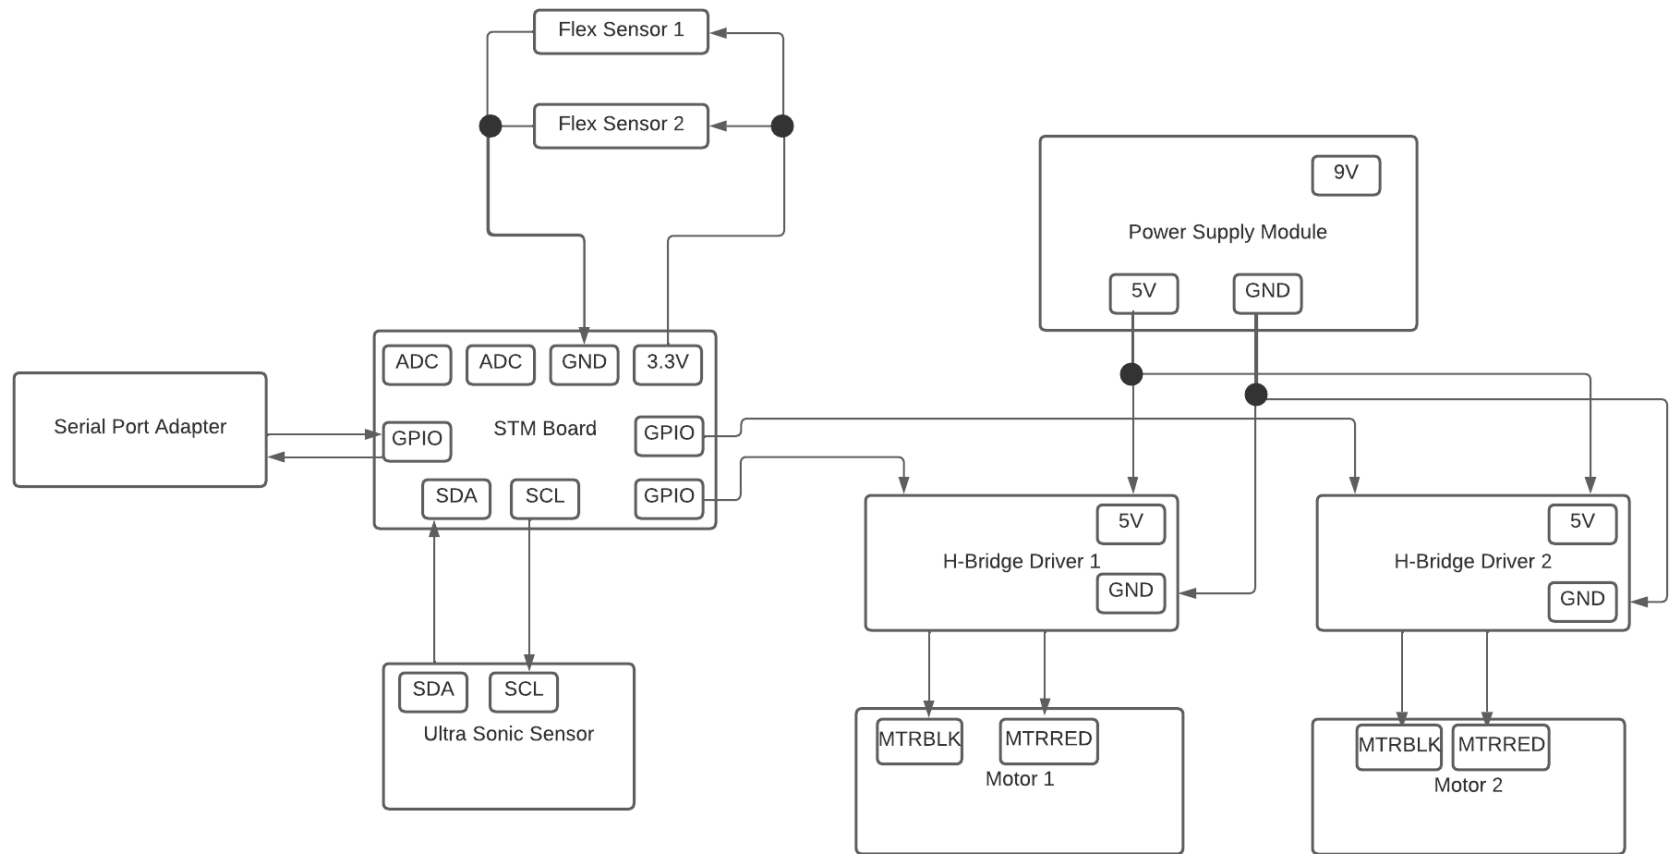 Flex Sensor 1
Flex Sensor 2
9V
Power Supply Module
5V
GND
ADC
ADC
GND
3.3V
Serial Port Adapter
GPIO
STM Board
GPIO
SDA
SCL
GPIO
5V
H-Bridge Driver 1
GND
5V
H-Bridge Driver 2
GND
SDA
SCL
Ultra Sonic Sensor
MTRBLK
MTRRED
Motor 1
MTRBLK
MTRRED
Motor 2